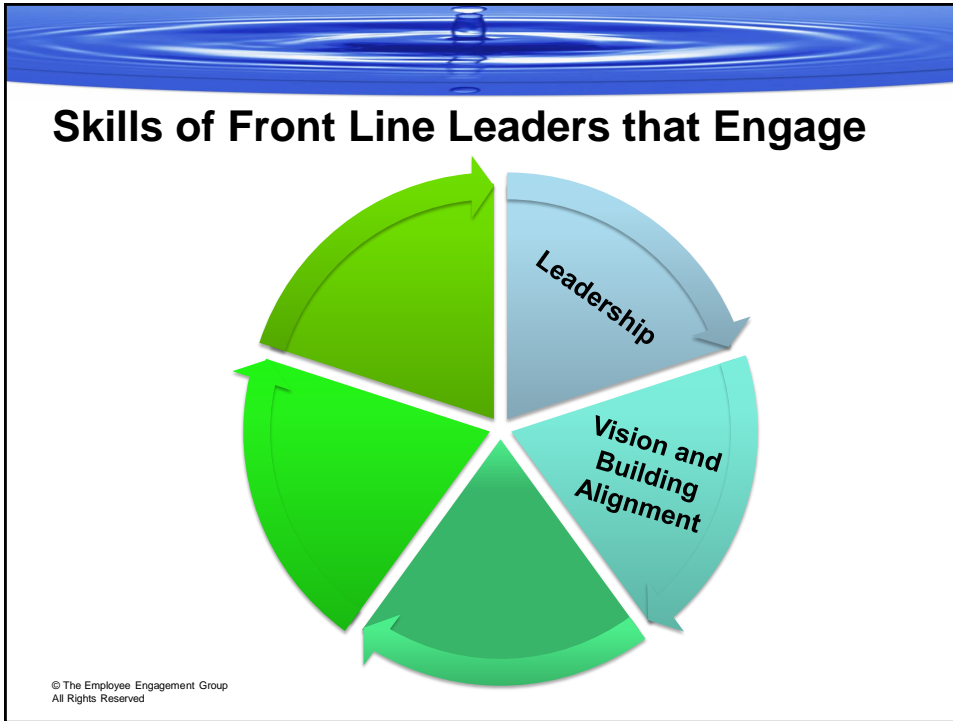 Skills of Front Line Leaders that Engage
Leadership
Vision and
Building
Alignment
© The Employee Engagement Group
All Rights Reserved